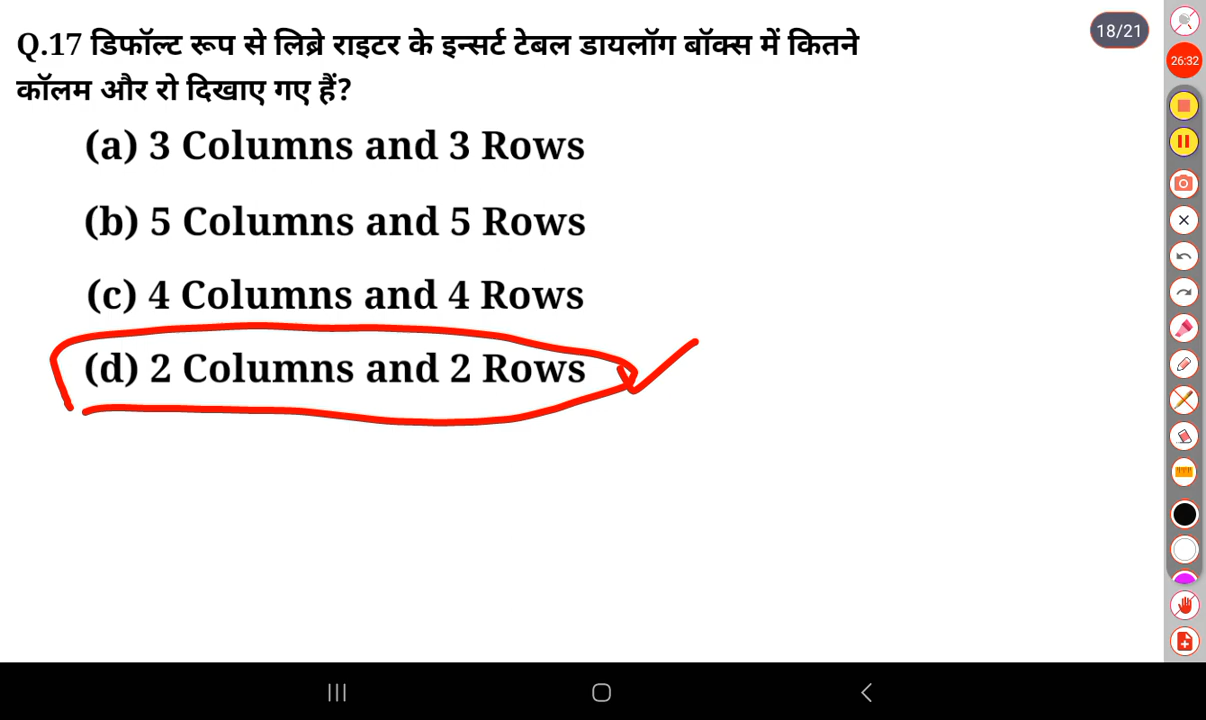 Q.17 डिफॉल्ट रूप से लिब्रे राइटर के इन्सर्ट टेबल डायलॉग बॉक्स में कितने
कॉलम और रो दिखाए गए हैं?
(a) 3 Columns and 3 Rows
(b) 5 Columns and 5 Rows
(c) 4 Columns and 4 Rows
(d) 2 Columns and 2 Rows
18/21
26:32